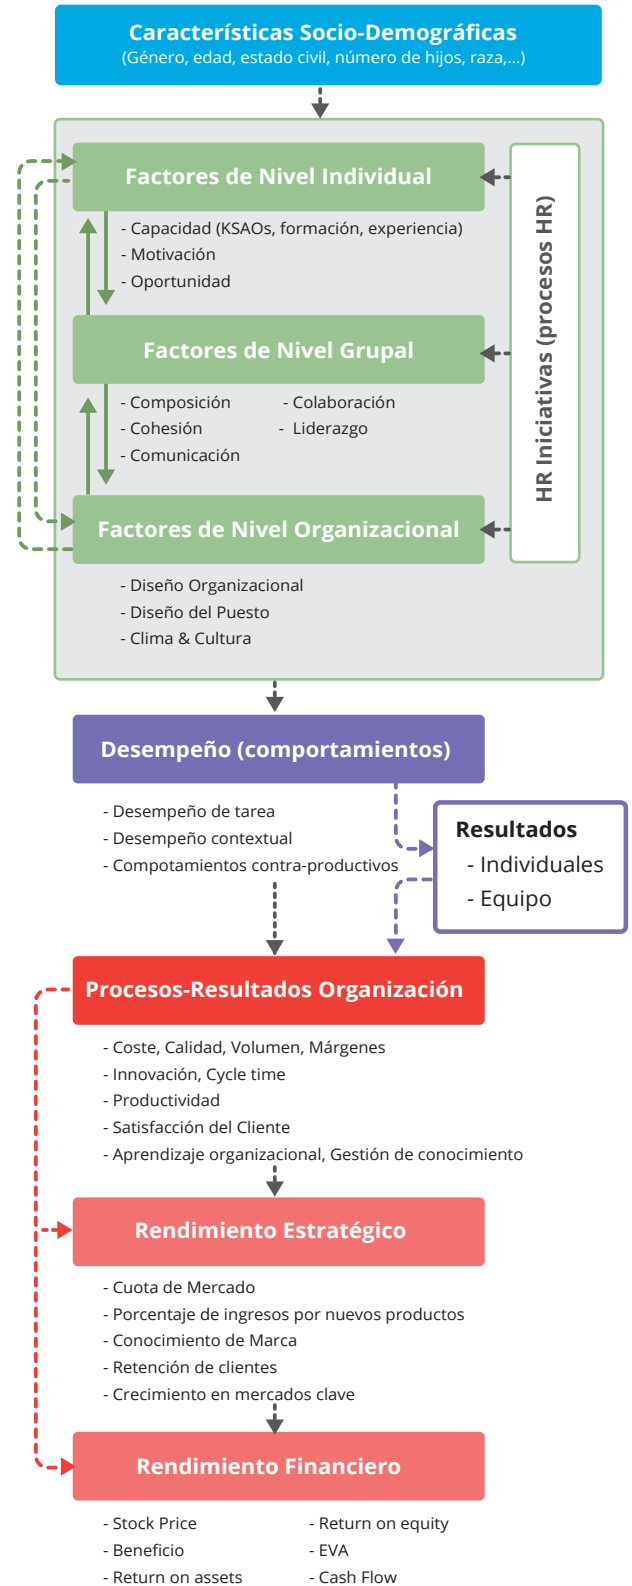 Características Socio-Demográficas
(Género, edad, estado civil, número de hijos, raza,...)
Factores de Nivel Individual
- Capacidad (KSAOs, formación, experiencia)
- Motivación
- Oportunidad
HR Iniciativas (procesos HR)
Factores de Nivel Grupal
- Composición - Colaboración
- Cohesión - Liderazgo
- Comunicación
Factores de Nivel Organizacional
- Diseño Organizacional
- Diseño del Puesto
- Clima & Cultura
Desempeño (comportamientos)
- Desempeño de tarea
- Desempeño contextual
- Compotamientos contra-productivos
Resultados
- Individuales
- Equipo
Procesos-Resultados Organización
- Coste, Calidad, Volumen, Márgenes
- Innovación, Cycle time
- Productividad
- Satisfacción del Cliente
- Aprendizaje organizacional, Gestión de conocimiento
Rendimiento Estratégico
- Cuota de Mercado
- Porcentaje de ingresos por nuevos productos
- Conocimiento de Marca
- Retención de clientes
- Crecimiento en mercados clave
Rendimiento Financiero
- Stock Price - Return on equity
- Beneficio - EVA
- Return on assets - Cash Flow